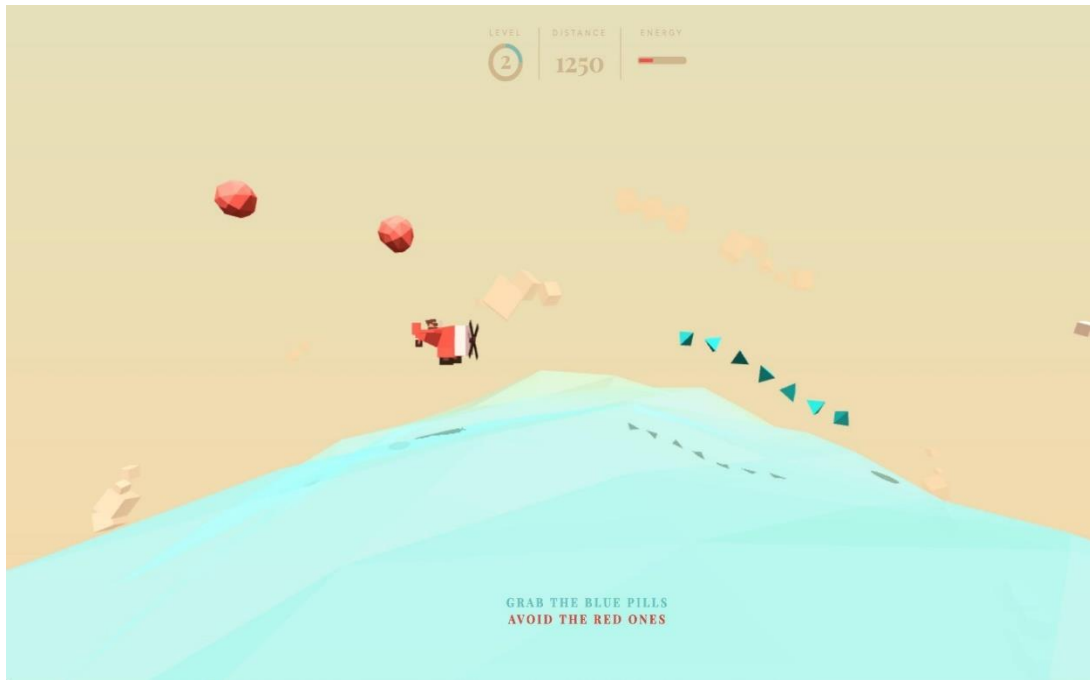 LEVEL DISTANCE ENERGY
2 1250
GRAB THE BLUE PILLS
AVOID THE RED ONES